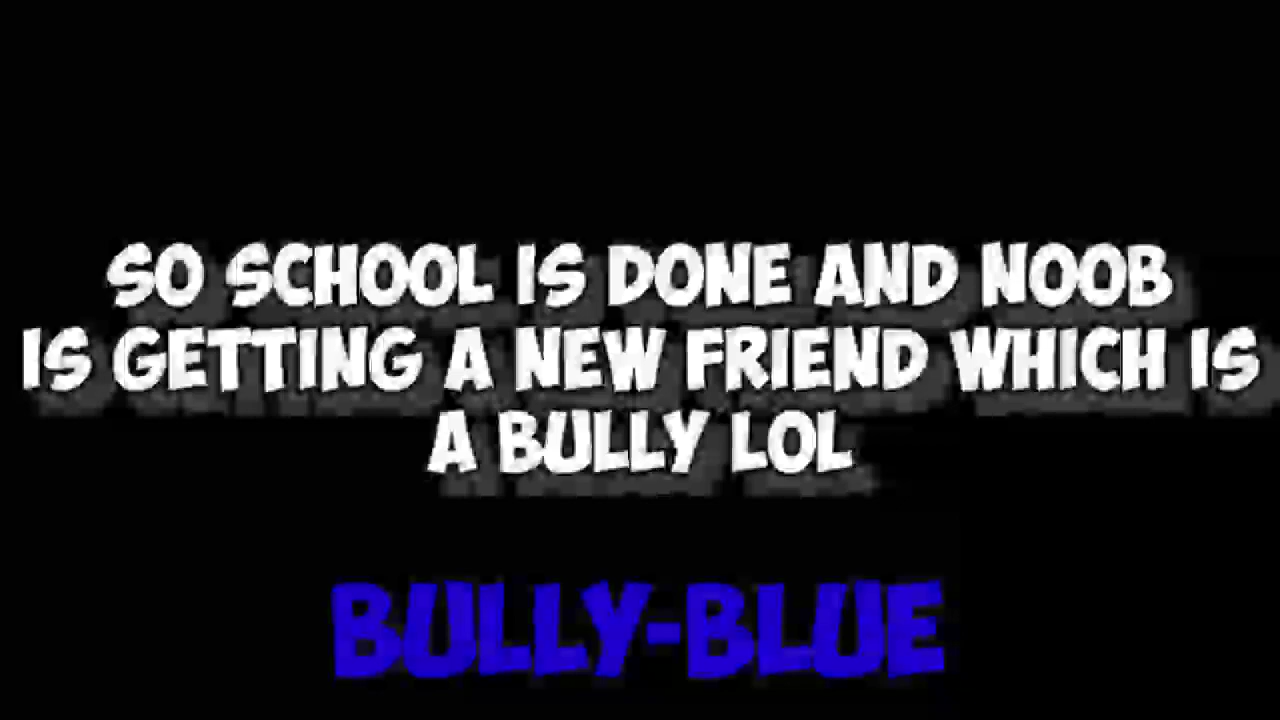 SO SCHOOL IS DONE AND NOOB
IS GETTING A NEW FRIEND WHICH IS
A BULLY LOL
BULLY-BLUE